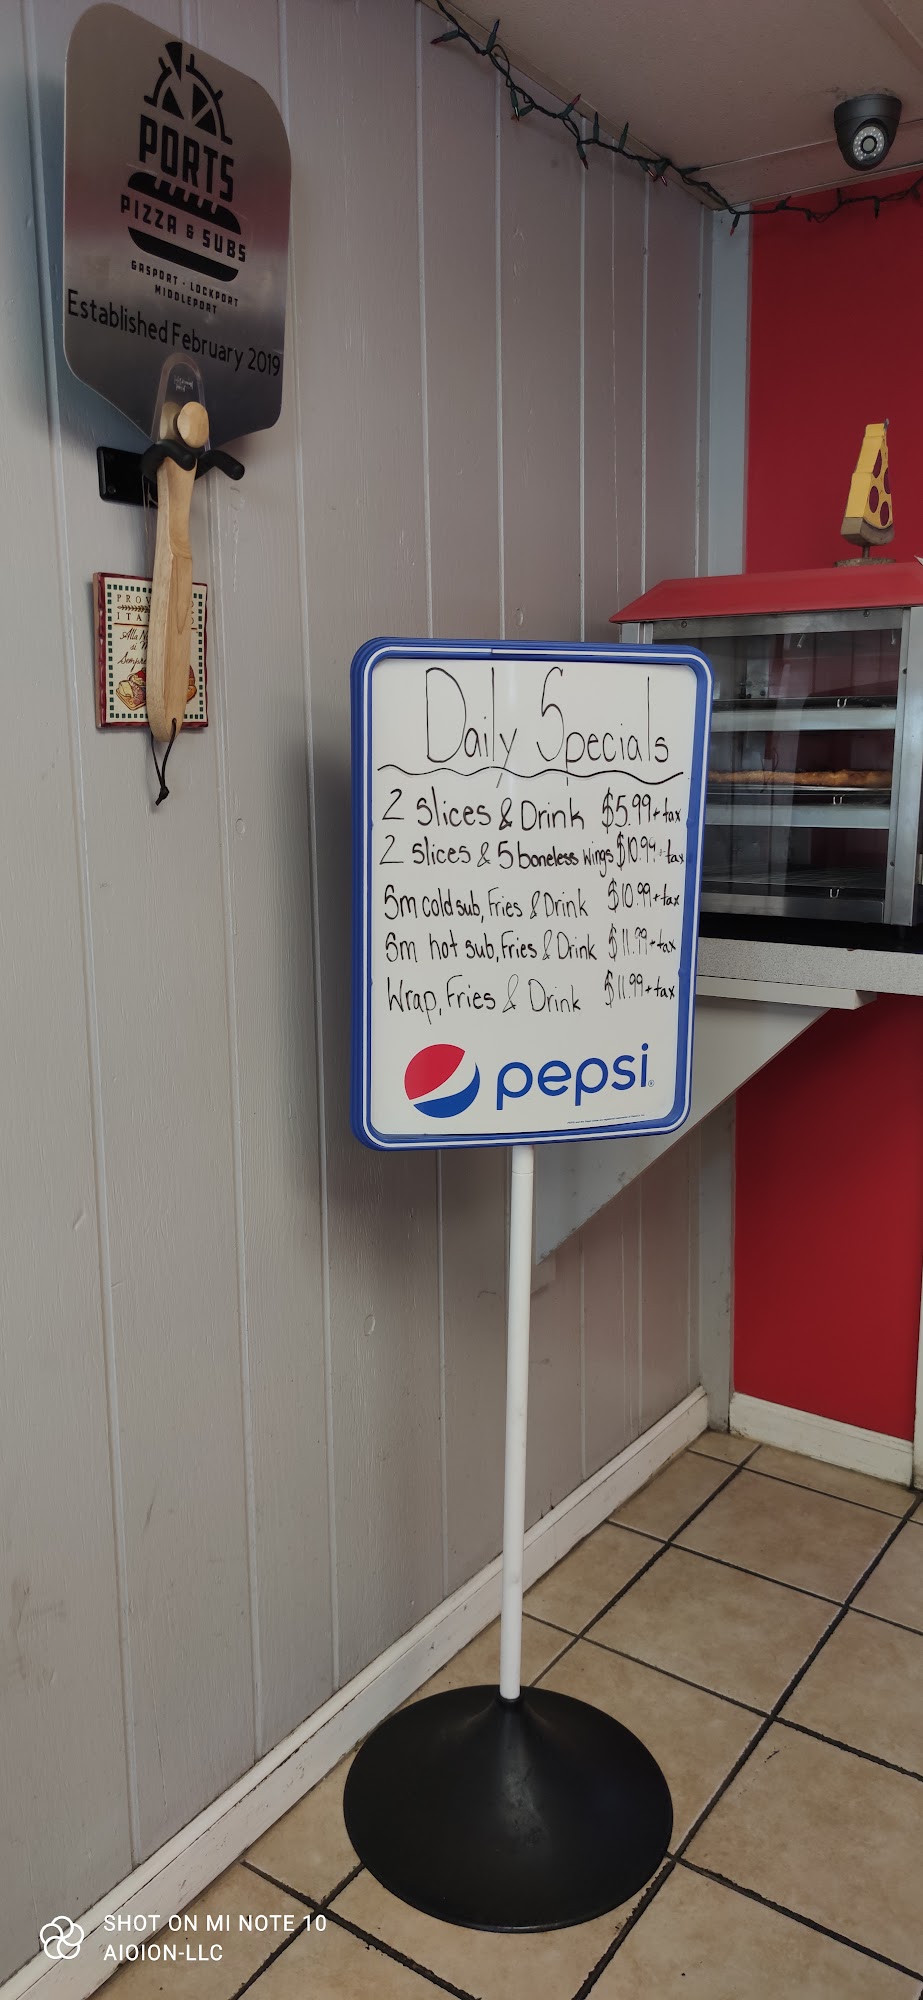 PORTS
PIZZA & SUBS
GASPORT · LOCKPORT
MIDDLEPORT
Established February 2019
Daily Specials
2 slices & Drink $5.99 + tax
2 slices & 5 boneless wings $10.99 + tax
Sm cold sub, Fries & Drink $10.99 + tax
Sm hot sub, Fries & Drink $11.99 + tax
Wrap, Fries & Drink $11.99 + tax
pepsi
SHOT ON MI NOTE 10
AIOION-LLC